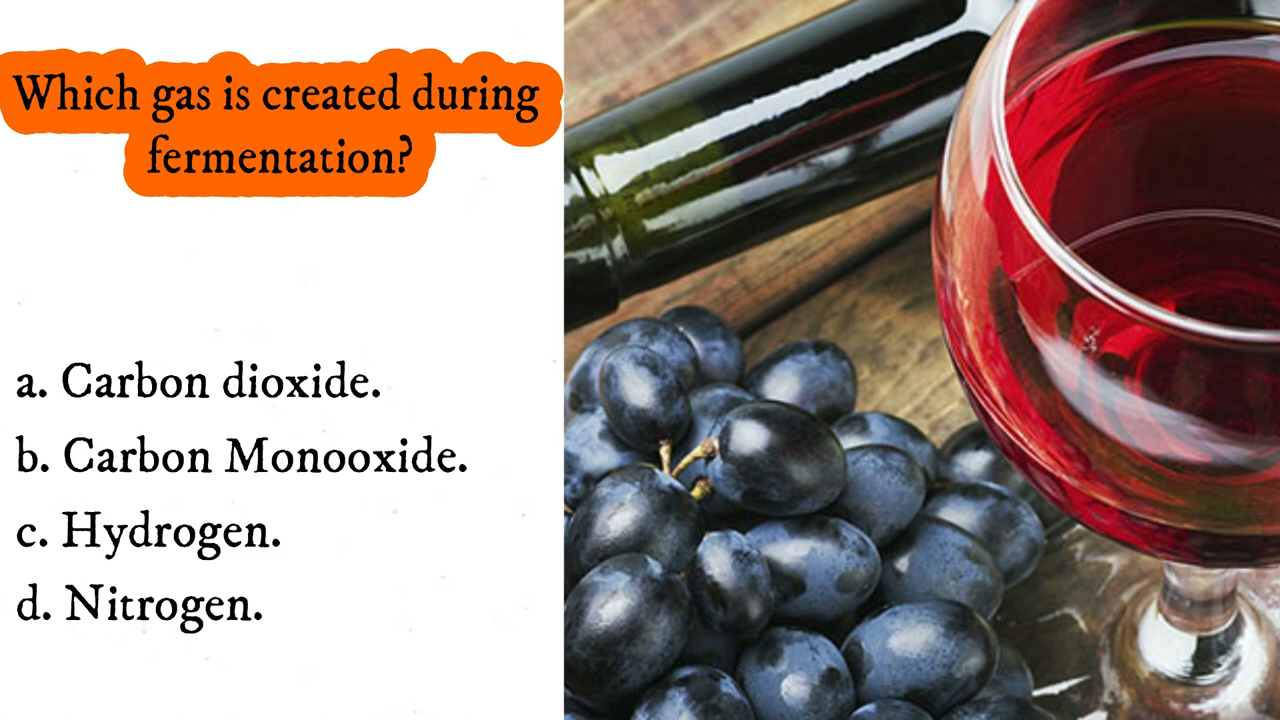 Which gas is created during
fermentation?
a. Carbon dioxide.
b. Carbon Monooxide.
c. Hydrogen.
d. Nitrogen.